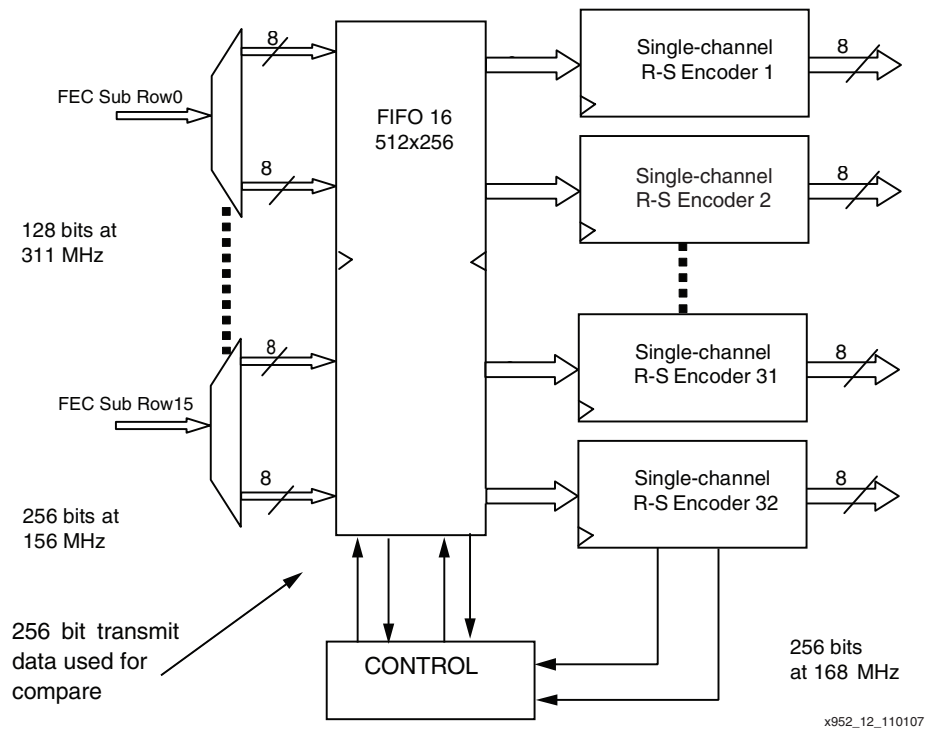 8
Single-channel
R-S Encoder 1
8
FEC Sub Row0
FIFO 16
512x256
8
Single-channel
R-S Encoder 2
8
128 bits at
311 MHz
8
Single-channel
R-S Encoder 31
8
FEC Sub Row15
8
Single-channel
R-S Encoder 32
8
256 bits at
156 MHz
256 bit transmit
data used for
compare
CONTROL
256 bits
at 168 MHz
x952_12_110107